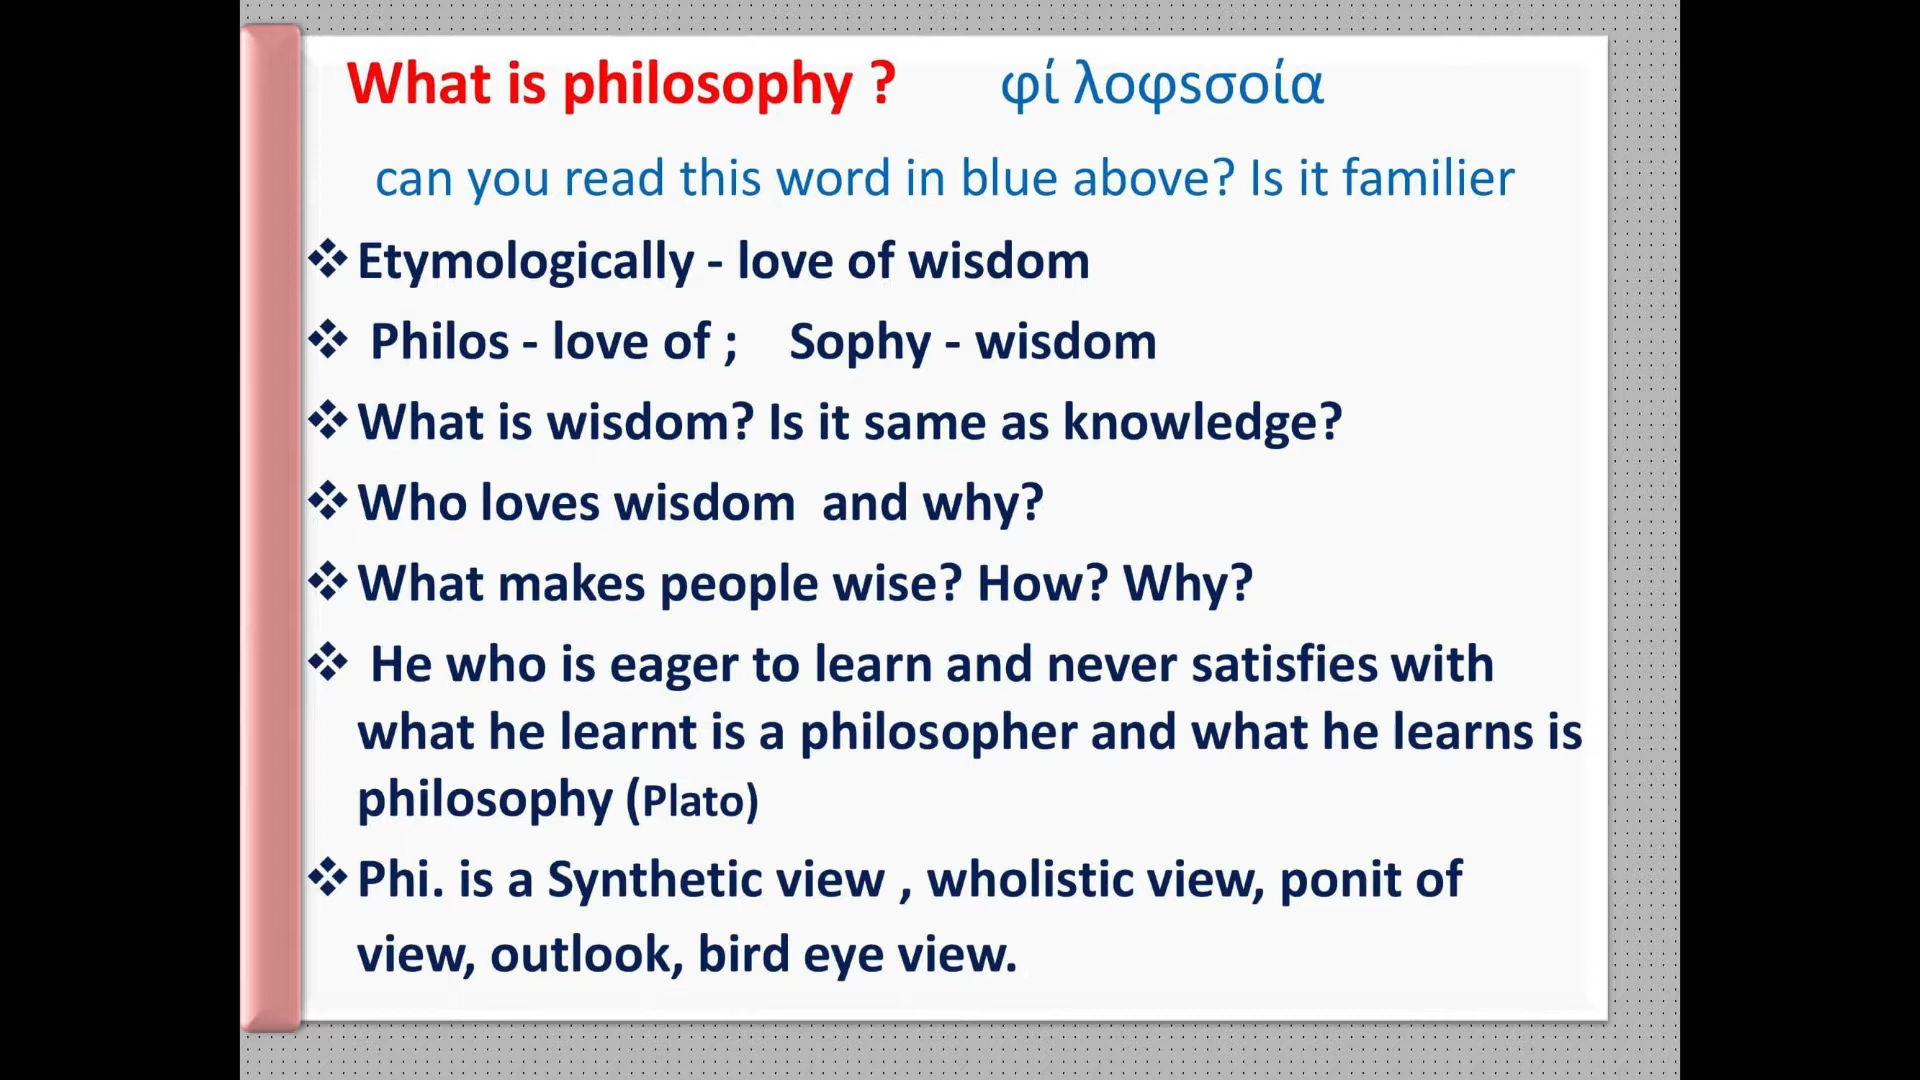 What is philosophy ? φί λοφsσοία
can you read this word in blue above? Is it familier
❖ Etymologically - love of wisdom
❖ Philos - love of ; Sophy - wisdom
❖ What is wisdom? Is it same as knowledge?
❖ Who loves wisdom and why?
❖ What makes people wise? How? Why?
❖ He who is eager to learn and never satisfies with
what he learnt is a philosopher and what he learns is
philosophy (Plato)
❖ Phi. is a Synthetic view , wholistic view, ponit of
view, outlook, bird eye view.